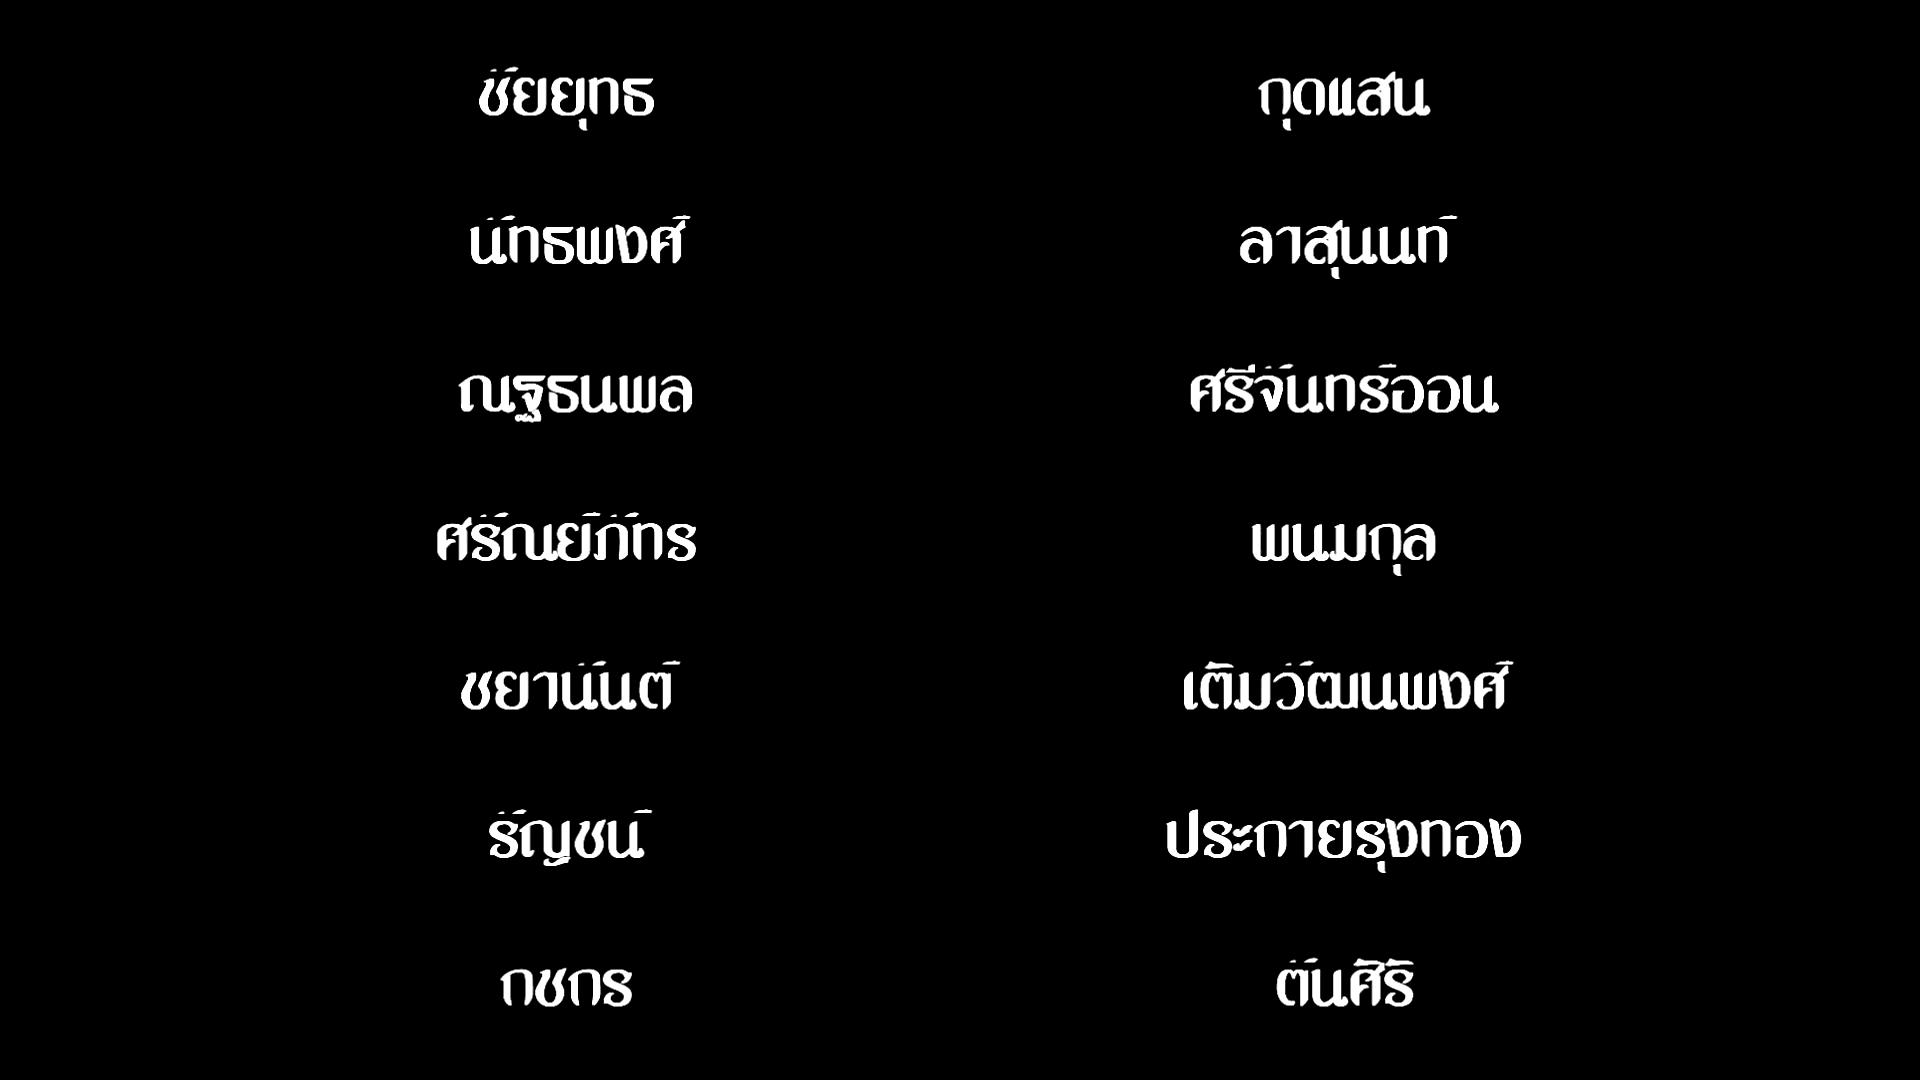 ชัยยุทธ กุดแสน
นัทธพงศ์ ลาสุนนท์
ณฐธนพล ศรีจันทร์ออน
ศรัณย์ภัทร พนมกุล
ชยานันต์ เติมวัฒนพงศ์
รัญชน์ ประกายรุงทอง
กชกร ตันศิริ